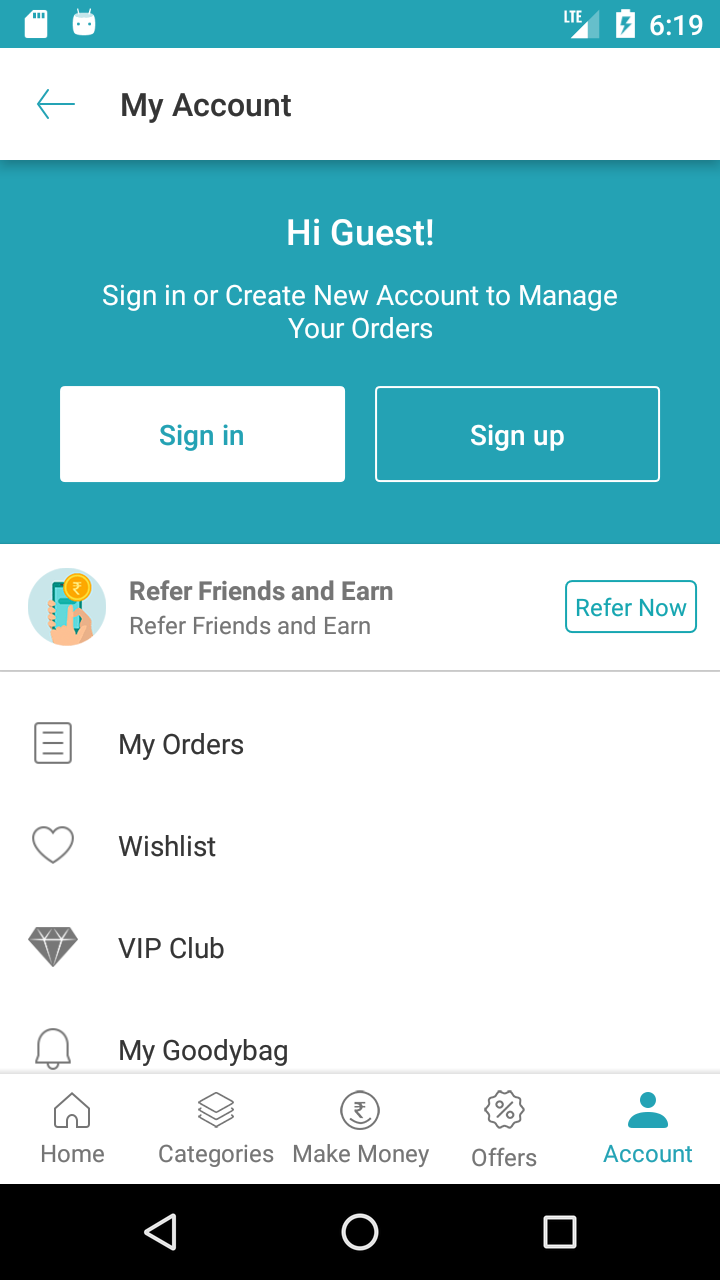 LTE 6:19
My Account
Hi Guest!
Sign in or Create New Account to Manage
Your Orders
Sign in
Sign up
Refer Friends and Earn
Refer Friends and Earn
Refer Now
My Orders
Wishlist
VIP Club
My Goodybag
Home
Categories
Make Money
Offers
Account